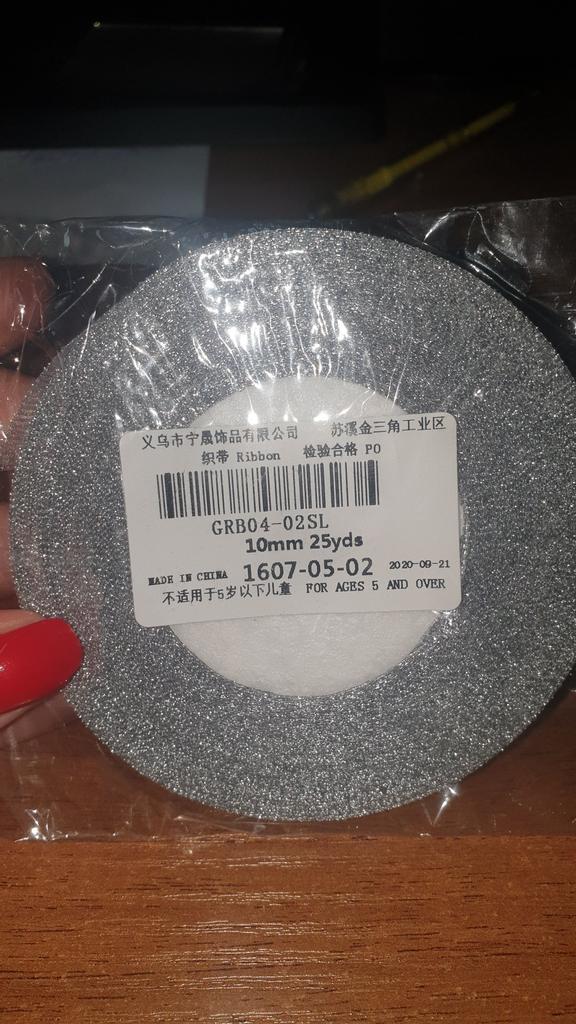 义乌市宁晟饰品有限公司 苏溪金三角工业区
织带 Ribbon 检验合格 PO
GRB04-02SL
10mm 25yds
MADE IN CHINA 1607-05-02 2020-09-21
不适用于5岁以下儿童 FOR AGES 5 AND OVER